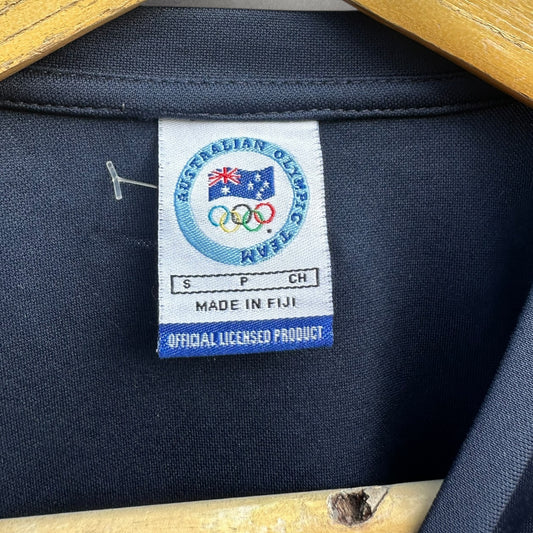 AUSTRALIAN OLYMPIC TEAM
S P CH
MADE IN FIJI
OFFICIAL LICENSED PRODUCT